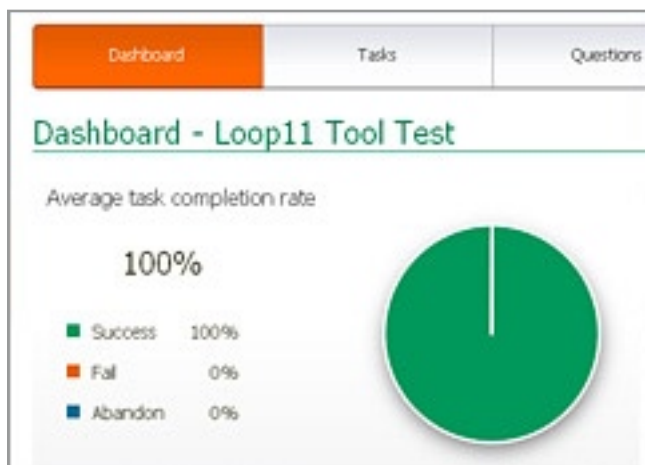 Dashboard Tasks Questions
Dashboard - Loop11 Tool Test
Average task completion rate
100%
Success 100%
Fail 0%
Abandon 0%